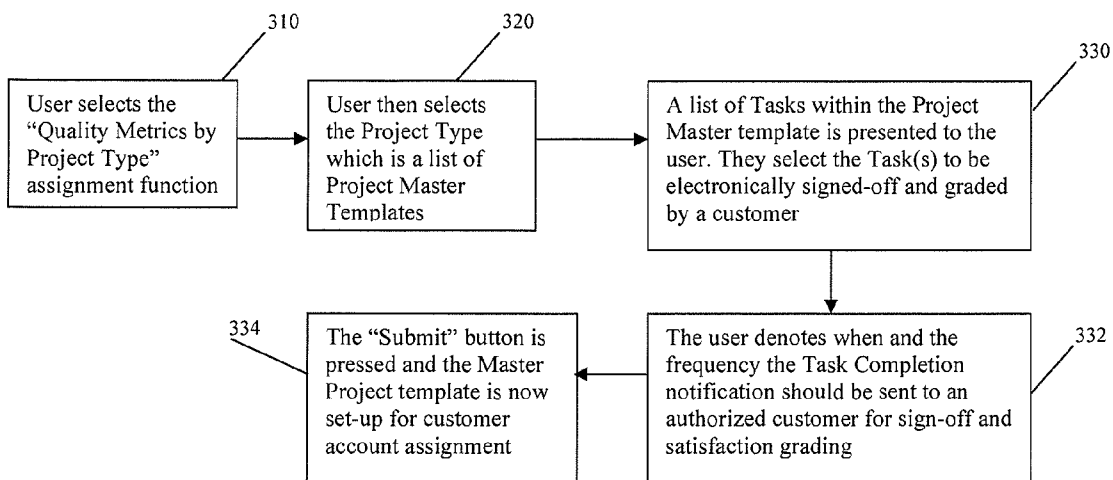 310
320
330
User selects the
“Quality Metrics by
Project Type”
assignment function
User then selects
the Project Type
which is a list of
Project Master
Templates
A list of Tasks within the Project
Master template is presented to the
user. They select the Task(s) to be
electronically signed-off and graded
by a customer
334
The “Submit” button is
pressed and the Master
Project template is now
set-up for customer
account assignment
332
The user denotes when and the
frequency the Task Completion
notification should be sent to an
authorized customer for sign-off and
satisfaction grading